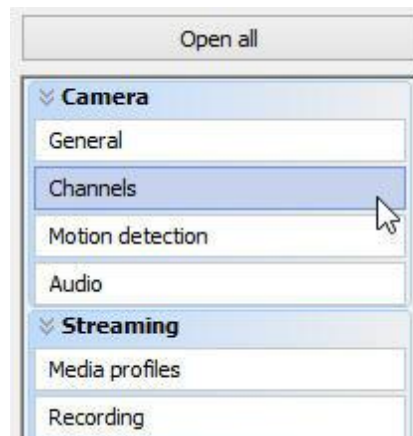 Open all
Camera
General
Channels
Motion detection
Audio
Streaming
Media profiles
Recording